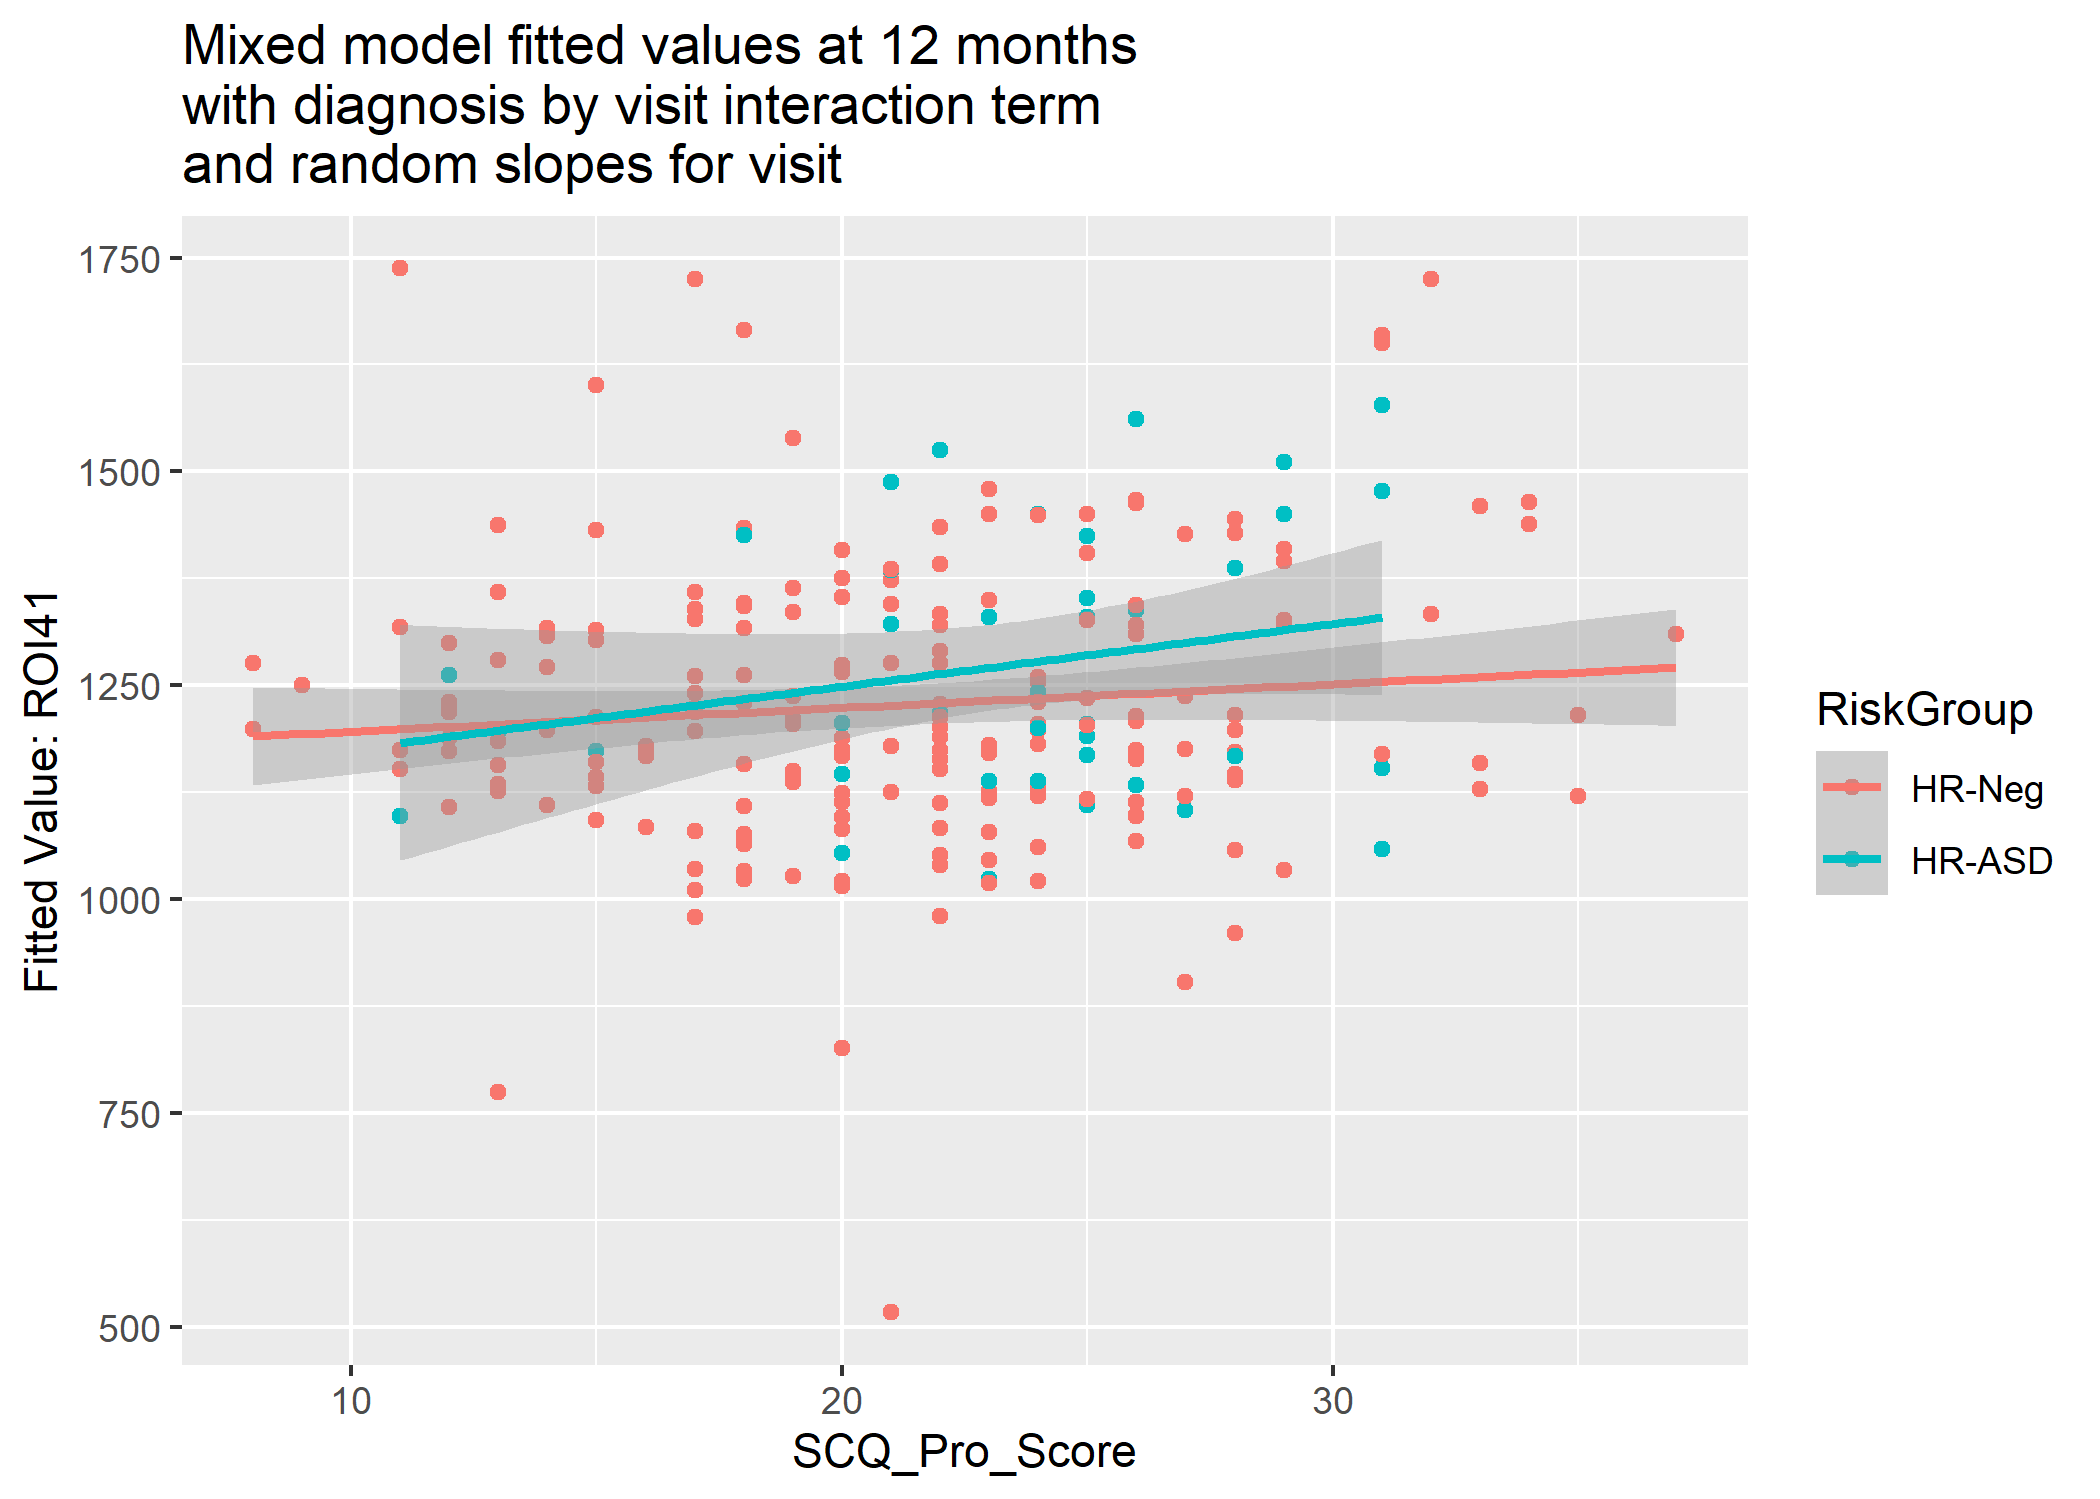 Mixed model fitted values at 12 months
with diagnosis by visit interaction term
and random slopes for visit
1750
1500
1250
1000
750
500
Fitted Value: ROI41
10 20 30
SCQ_Pro_Score
RiskGroup
HR-Neg
HR-ASD